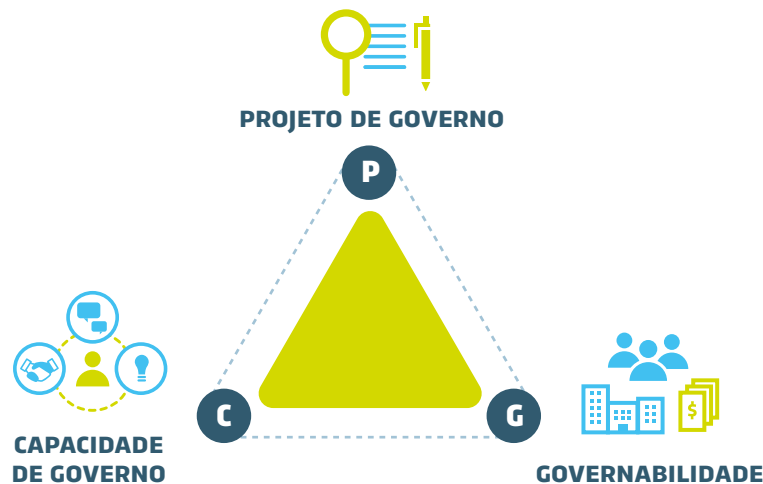 PROJETO DE GOVERNO
P
C
G
$
CAPACIDADE
DE GOVERNO
GOVERNABILIDADE